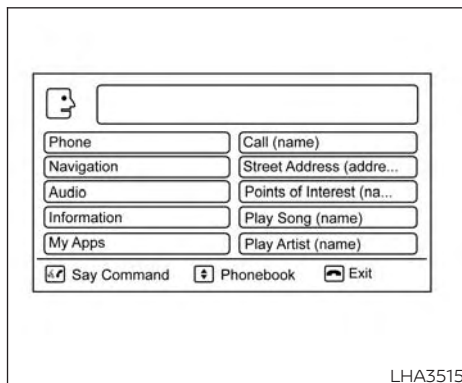 Phone
Call (name)
Navigation
Street Address (addre...
Audio
Points of Interest (na...
Information
Play Song (name)
My Apps
Play Artist (name)
Say Command Phonebook Exit
LHA3515